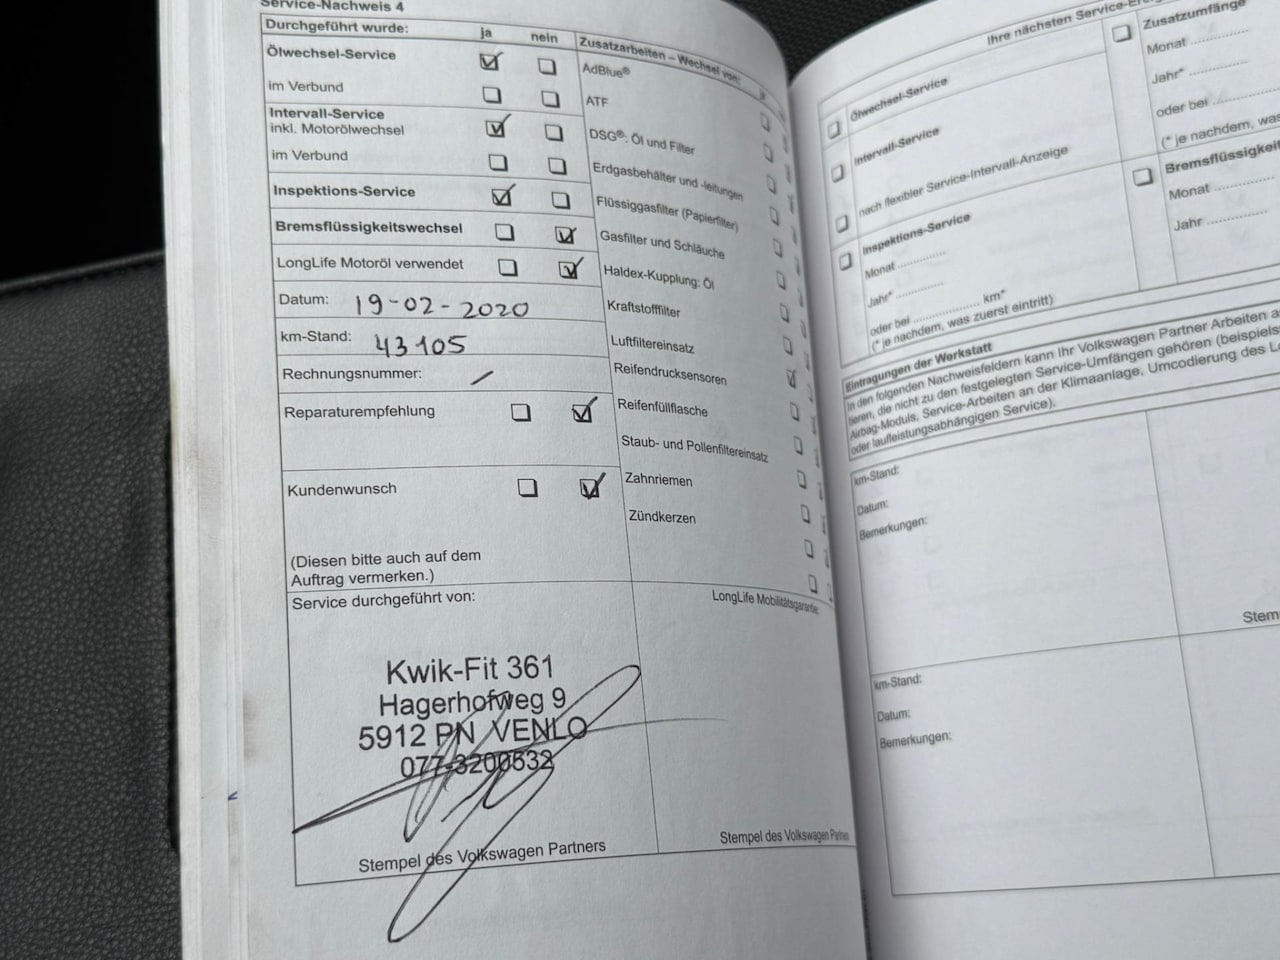 Service-Nachweis 4
Durchgeführt wurde: ja nein
Ölwechsel-Service
im Verbund
Intervall-Service
inkl. Motorölwechsel
im Verbund
Inspektions-Service
Bremsflüssigkeitswechsel
LongLife Motoröl verwendet
Datum: 19-02-2020
km-Stand: 43105
Rechnungsnummer: /
Reparaturempfehlung
Kundenwunsch
(Diesen bitte auch auf dem
Auftrag vermerken.)
Service durchgeführt von:
Kwik-Fit 361
Hagerhofweg 9
5912 PN VENLO
077-3200532
Stempel des Volkswagen Partners
Zusatzarbeiten – Wechsel von:
AdBlue®
ATF
DSG®: Öl und Filter
Erdgasbehälter und -leitungen
Flüssiggasfilter (Papierfilter)
Gasfilter und Schläuche
Haldex-Kupplung: Öl
Kraftstofffilter
Luftfiltereinsatz
Reifendrucksensoren
Reifenfüllflasche
Staub- und Pollenfiltereinsatz
Zahnriemen
Zündkerzen
LongLife Mobilitätsgarantie:
Stempel des Volkswagen
Ihre nächsten
Ölwechsel-Service
Intervall-Service
nach flexibler Service-Intervall-Anzeige
Inspektions-Service
Monat ..............
Jahr* ..............
oder bei .................... km*
(* je nachdem, was zuerst eintritt)
Zusatzumfänge
Monat ..............
Jahr* ..............
oder bei ..............
(* je nachdem, was
Monat ..............
Jahr ..............
Eintragungen der Werkstatt
In den folgenden Nachweisfeldern kann Ihr Volkswagen Partner Arbeiten
tieren, die nicht zu den festgelegten Service-Umfängen gehören
Airbag-Moduls, Service-Arbeiten an der Klimaanlage, Umcodierung des
oder laufleistungsabhängigen Service).
km-Stand:
Datum:
Bemerkungen:
km-Stand:
Datum:
Bemerkungen: